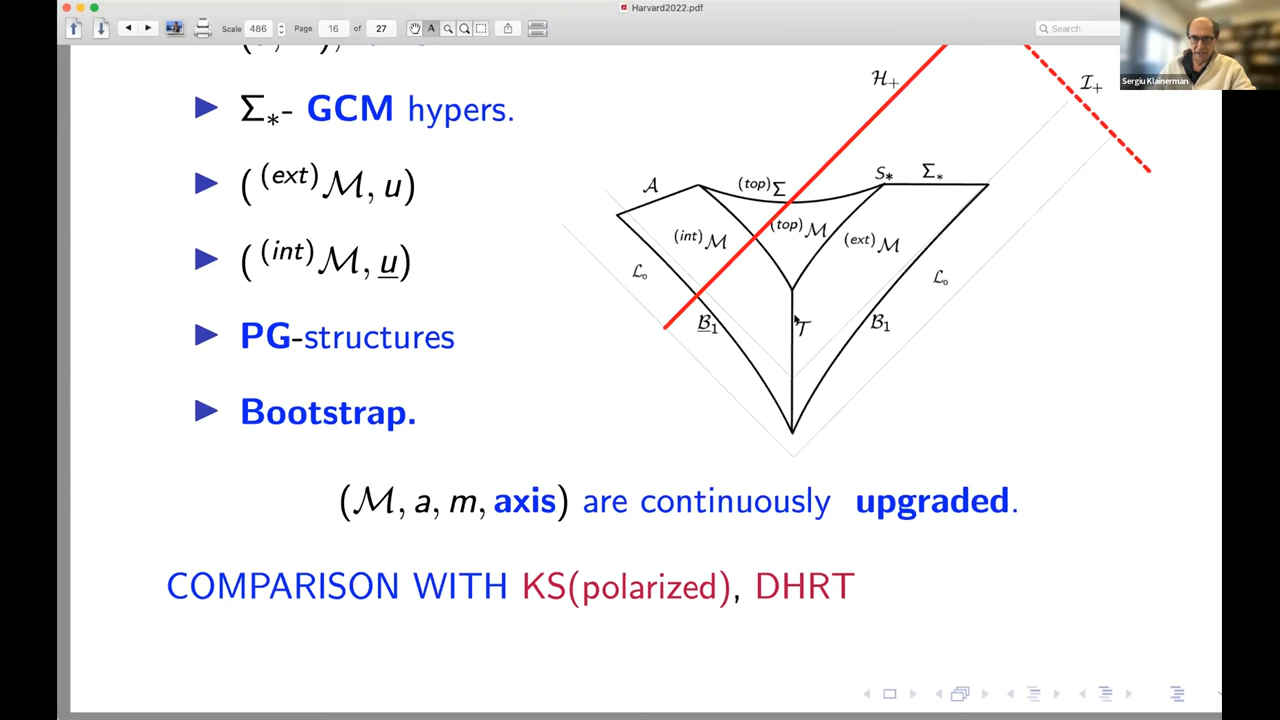 Harvard2022.pdf
Scale 486 Page 16 of 27
Search
Sergiu Klainerman
Σ∗- GCM hypers.
( (ext)ℳ, u)
( (int)ℳ, u̲)
PG-structures
Bootstrap.
ℋ+
ℐ+
𝒜
(top)Σ
S∗
Σ∗
(int)ℳ
(top)ℳ
(ext)ℳ
ℒ₀
ℒ₀
ℬ̲1
𝒯
ℬ1
(ℳ, a, m, axis) are continuously upgraded.
COMPARISON WITH KS(polarized), DHRT